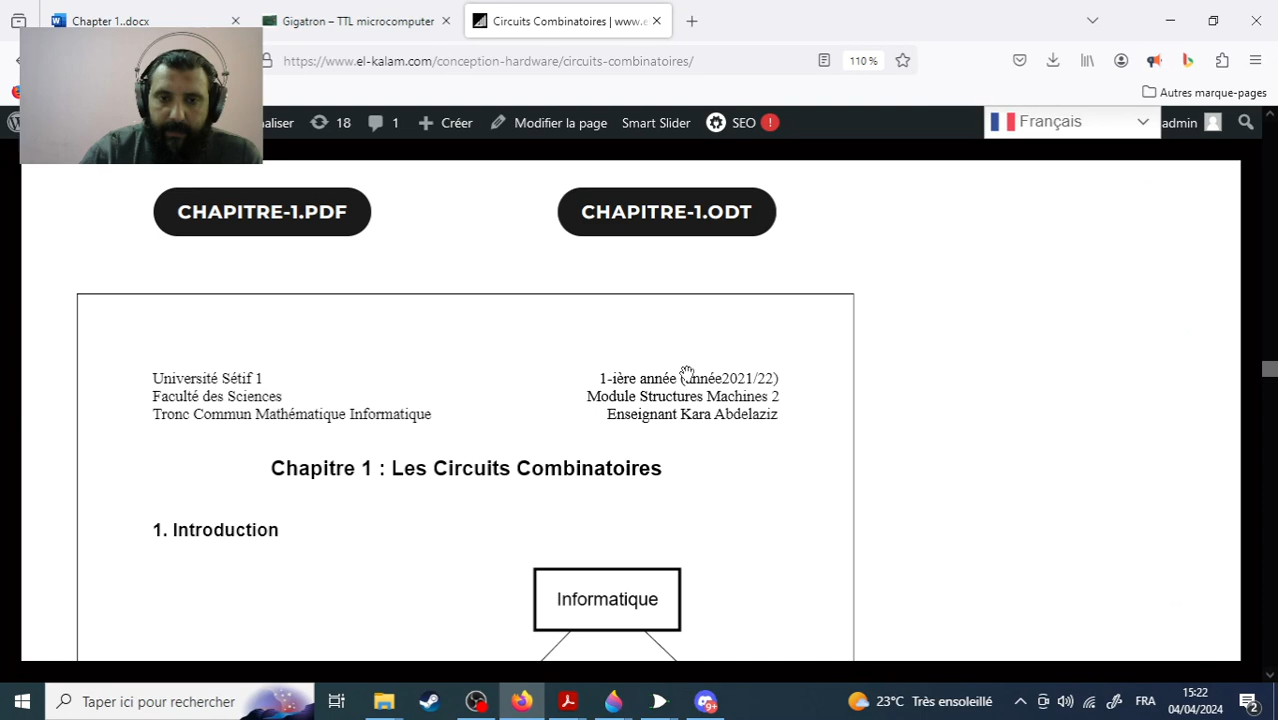 Chapter 1..docx
Gigatron – TTL microcomputer
Circuits Combinatoires | www.e
https://www.el-kalam.com/conception-hardware/circuits-combinatoires/
110 %
Autres marque-pages
18
1
Créer
Modifier la page
Smart Slider
SEO
Français
admin
CHAPITRE-1.PDF
CHAPITRE-1.ODT
Université Sétif 1
1-ière année (Année2021/22)
Faculté des Sciences
Module Structures Machines 2
Tronc Commun Mathématique Informatique
Enseignant Kara Abdelaziz
Chapitre 1 : Les Circuits Combinatoires
1. Introduction
Informatique
Taper ici pour rechercher
23°C Très ensoleillé
FRA
15:22
04/04/2024
2